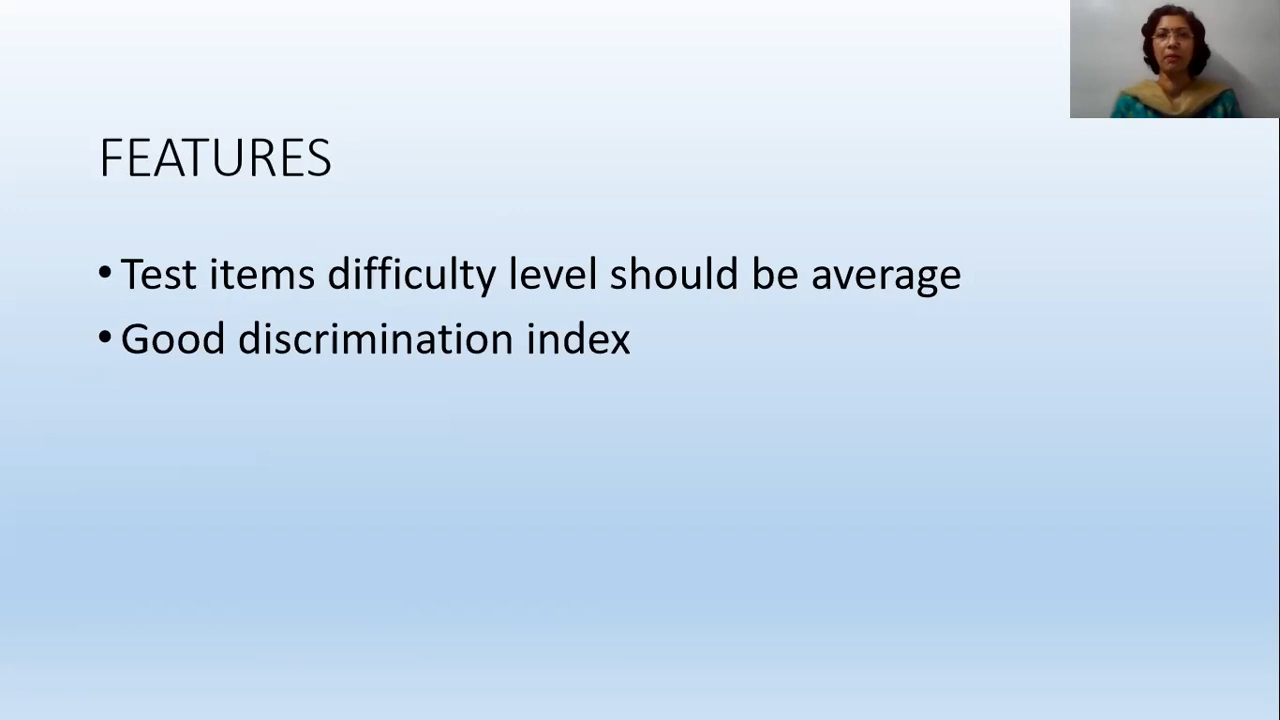 FEATURES
• Test items difficulty level should be average
• Good discrimination index